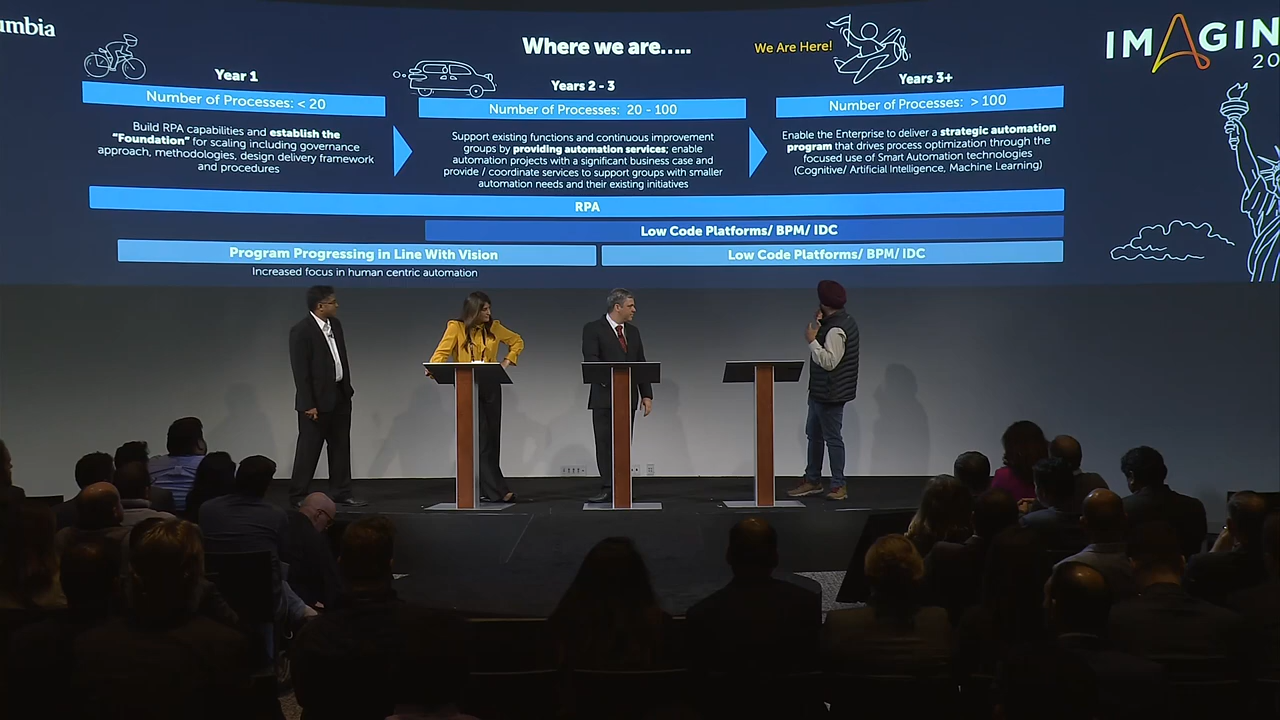 umbia
Where we are…..
We Are Here!
IMAGIN
20
Year 1
Number of Processes: < 20
Build RPA capabilities and establish the
“Foundation” for scaling including governance
approach, methodologies, design delivery framework
and procedures
Years 2 - 3
Number of Processes: 20 - 100
Support existing functions and continuous improvement
groups by providing automation services; enable
automation projects with a significant business case and
provide / coordinate services to support groups with smaller
automation needs and their existing initiatives
Years 3+
Number of Processes: > 100
Enable the Enterprise to deliver a strategic automation
program that drives process optimization through the
focused use of Smart Automation technologies
(Cognitive/ Artificial Intelligence, Machine Learning)
RPA
Low Code Platforms/ BPM/ IDC
Program Progressing in Line With Vision
Low Code Platforms/ BPM/ IDC
Increased focus in human centric automation